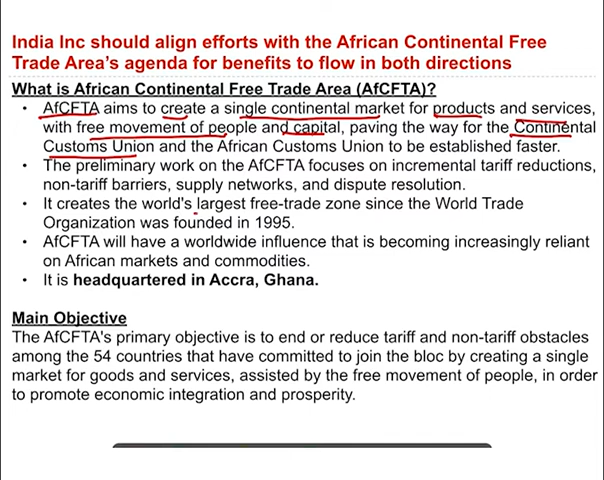 India Inc should align efforts with the African Continental Free
Trade Area's agenda for benefits to flow in both directions
What is African Continental Free Trade Area (AfCFTA)?
• AfCFTA aims to create a single continental market for products and services,
with free movement of people and capital, paving the way for the Continental
Customs Union and the African Customs Union to be established faster.
• The preliminary work on the AfCFTA focuses on incremental tariff reductions,
non-tariff barriers, supply networks, and dispute resolution.
• It creates the world's largest free-trade zone since the World Trade
Organization was founded in 1995.
• AfCFTA will have a worldwide influence that is becoming increasingly reliant
on African markets and commodities.
• It is headquartered in Accra, Ghana.
Main Objective
The AfCFTA's primary objective is to end or reduce tariff and non-tariff obstacles
among the 54 countries that have committed to join the bloc by creating a single
market for goods and services, assisted by the free movement of people, in order
to promote economic integration and prosperity.